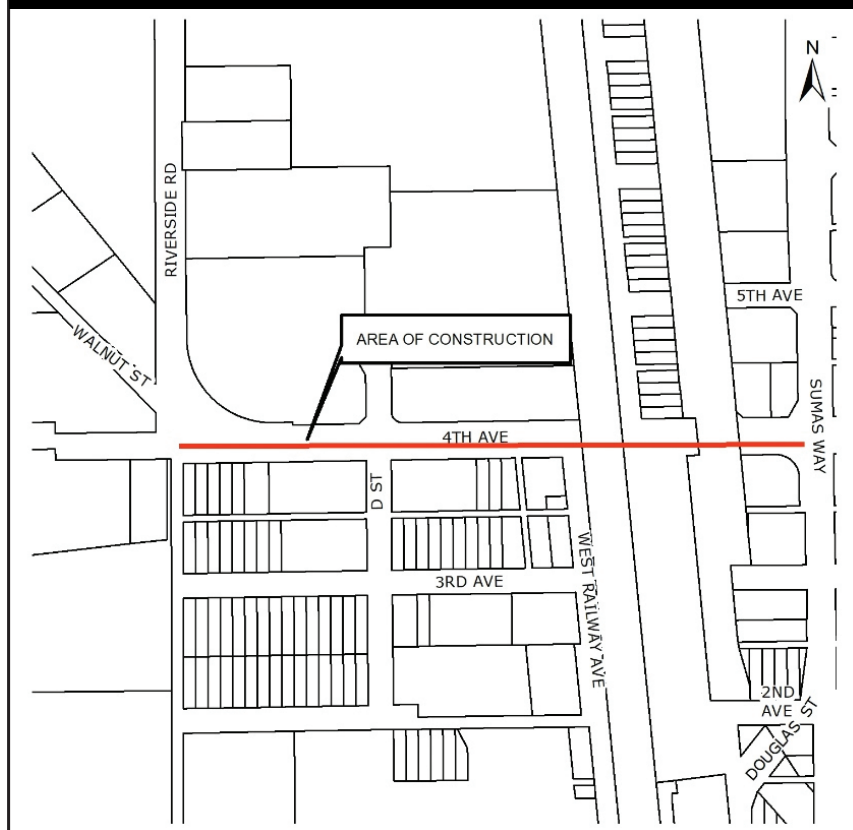 N
RIVERSIDE RD
5TH AVE
AREA OF CONSTRUCTION
WALNUT ST
SUMAS WAY
4TH AVE
D ST
WEST RAILWAY AVE
3RD AVE
2ND
AVE
DOUGLAS ST